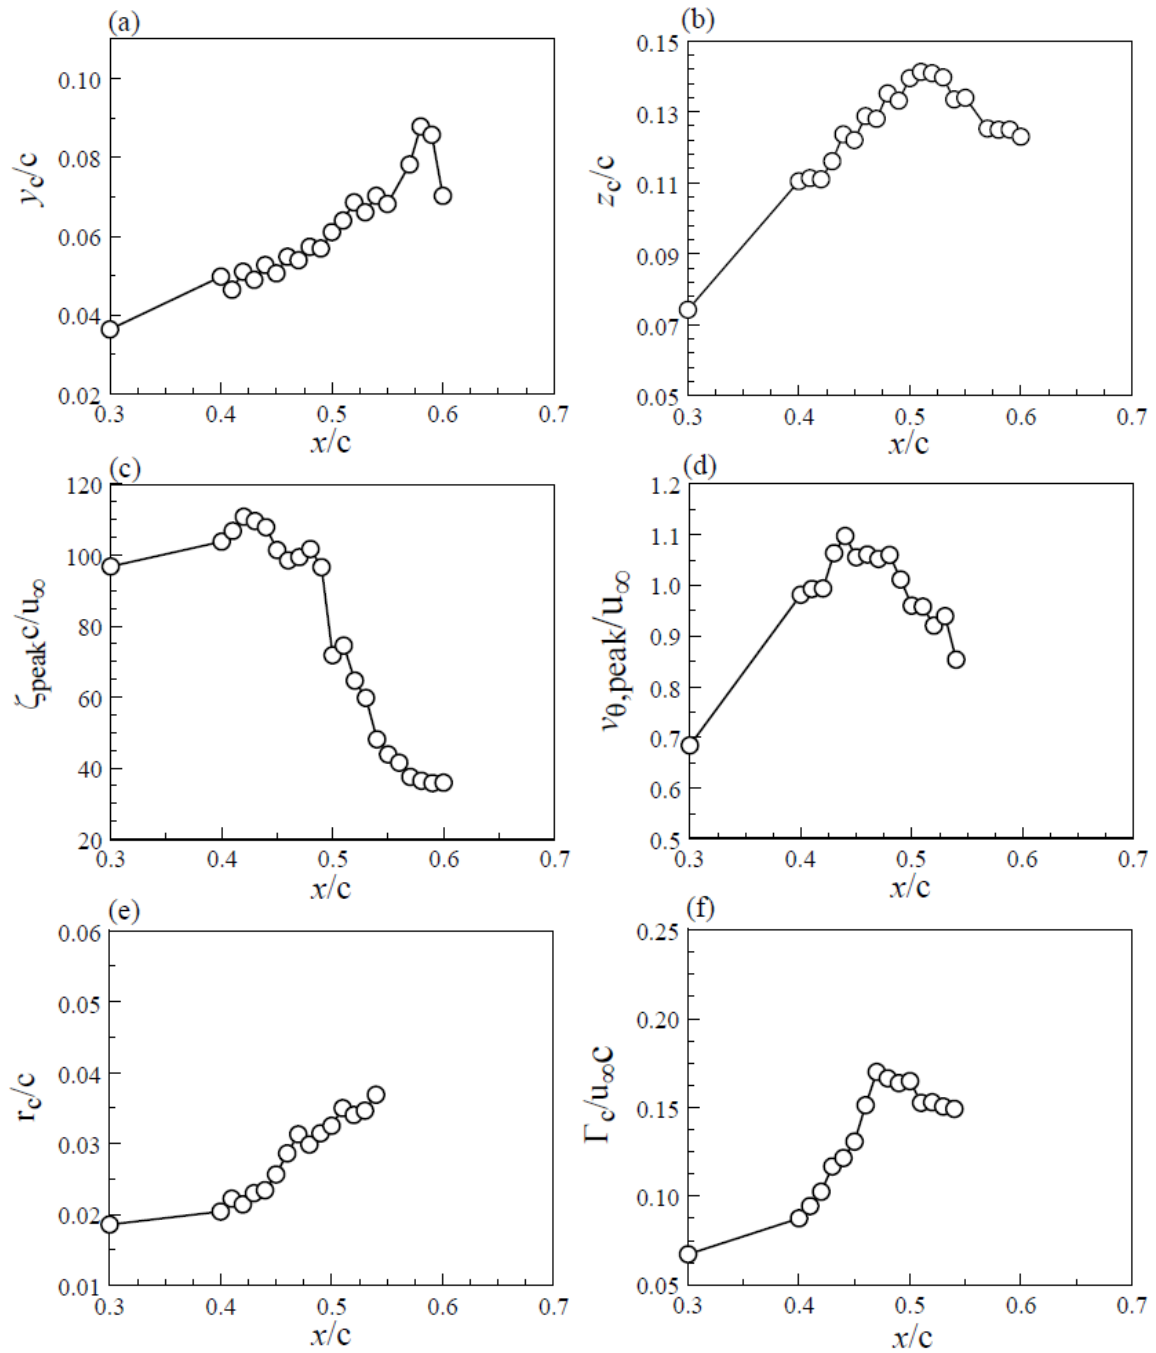 (a)
0.10
0.08
0.06
0.04
0.02
y_c/c
0.3 0.4 0.5 0.6 0.7
x/c
(b)
0.15
0.13
0.11
0.09
0.07
0.05
z_c/c
0.3 0.4 0.5 0.6 0.7
x/c
(c)
120
100
80
60
40
20
ζ_peak c/u_∞
0.3 0.4 0.5 0.6 0.7
x/c
(d)
1.2
1.1
1.0
0.9
0.8
0.7
0.6
0.5
v_θ,peak/u_∞
0.3 0.4 0.5 0.6 0.7
x/c
(e)
0.06
0.05
0.04
0.03
0.02
0.01
r_c/c
0.3 0.4 0.5 0.6 0.7
x/c
(f)
0.25
0.20
0.15
0.10
0.05
Γ_c/u_∞c
0.3 0.4 0.5 0.6 0.7
x/c